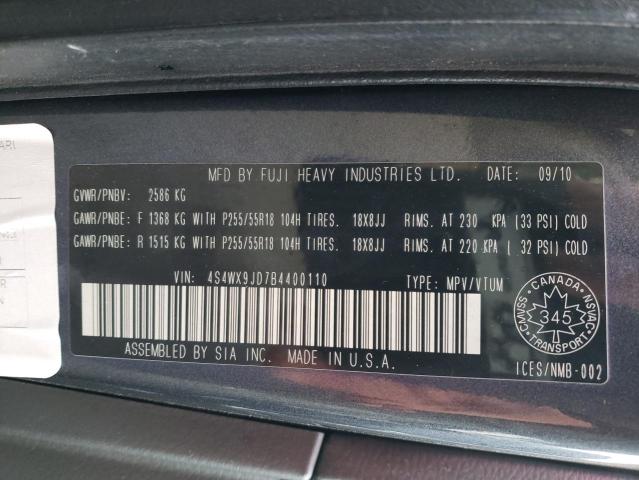 MFD BY FUJI HEAVY INDUSTRIES LTD. DATE: 09/10
GVWR/PNBV: 2586 KG
GAWR/PNBE: F 1368 KG WITH P255/55R18 104H TIRES. 18X8JJ RIMS. AT 230 KPA (33 PSI) COLD
GAWR/PNBE: R 1515 KG WITH P255/55R18 104H TIRES. 18X8JJ RIMS. AT 220 KPA ( 32 PSI) COLD
VIN: 4S4WX9JD7B4400110 TYPE: MPV/VTUM
CANADA
CMVSS NSVAC
345
TRANSPORT
ASSEMBLED BY SIA INC. MADE IN U.S.A.
ICES/NMB-002